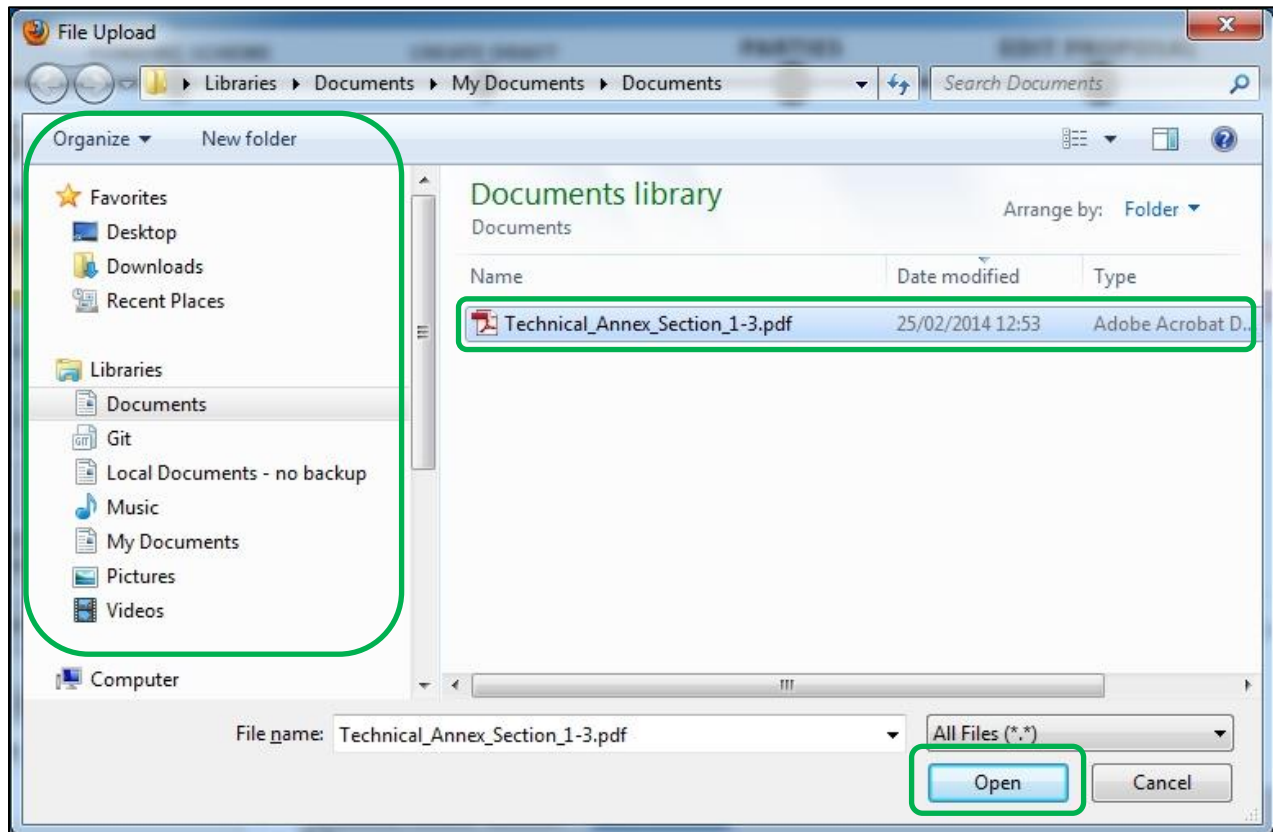 File Upload
Libraries Documents My Documents Documents
Search Documents
Organize New folder
Favorites
Desktop
Downloads
Recent Places
Libraries
Documents
Git
Local Documents - no backup
Music
My Documents
Pictures
Videos
Computer
Documents library
Documents
Arrange by: Folder
Name Date modified Type
Technical_Annex_Section_1-3.pdf 25/02/2014 12:53 Adobe Acrobat D...
File name: Technical_Annex_Section_1-3.pdf
All Files (*.*)
Open Cancel